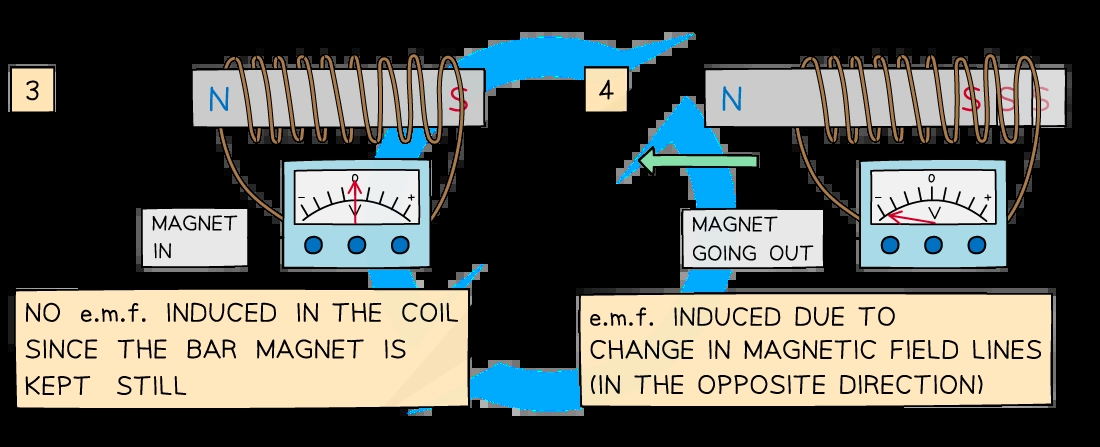 3
N
S
0
- +
V
MAGNET
IN
NO e.m.f. INDUCED IN THE COIL
SINCE THE BAR MAGNET IS
KEPT STILL
4
N
S S S
0
- +
V
MAGNET
GOING OUT
e.m.f. INDUCED DUE TO
CHANGE IN MAGNETIC FIELD LINES
(IN THE OPPOSITE DIRECTION)